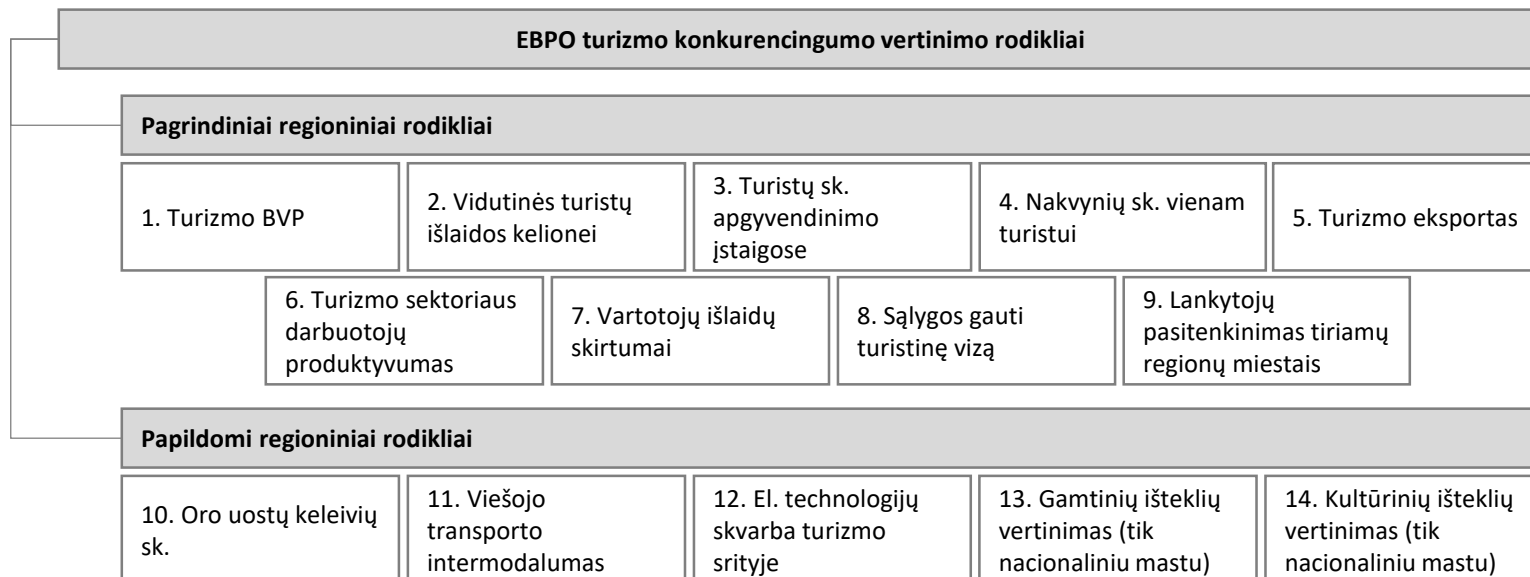 EBPO turizmo konkurencingumo vertinimo rodikliai
Pagrindiniai regioniniai rodikliai
1. Turizmo BVP
2. Vidutinės turistų
išlaidos kelionei
3. Turistų sk.
apgyvendinimo
įstaigose
4. Nakvynių sk. vienam
turistui
5. Turizmo eksportas
6. Turizmo sektoriaus
darbuotojų
produktyvumas
7. Vartotojų išlaidų
skirtumai
8. Sąlygos gauti
turistinę vizą
9. Lankytojų
pasitenkinimas tiriamų
regionų miestais
Papildomi regioniniai rodikliai
10. Oro uostų keleivių
sk.
11. Viešojo
transporto
intermodalumas
12. El. technologijų
skvarba turizmo
srityje
13. Gamtinių išteklių
vertinimas (tik
nacionaliniu mastu)
14. Kultūrinių išteklių
vertinimas (tik
nacionaliniu mastu)